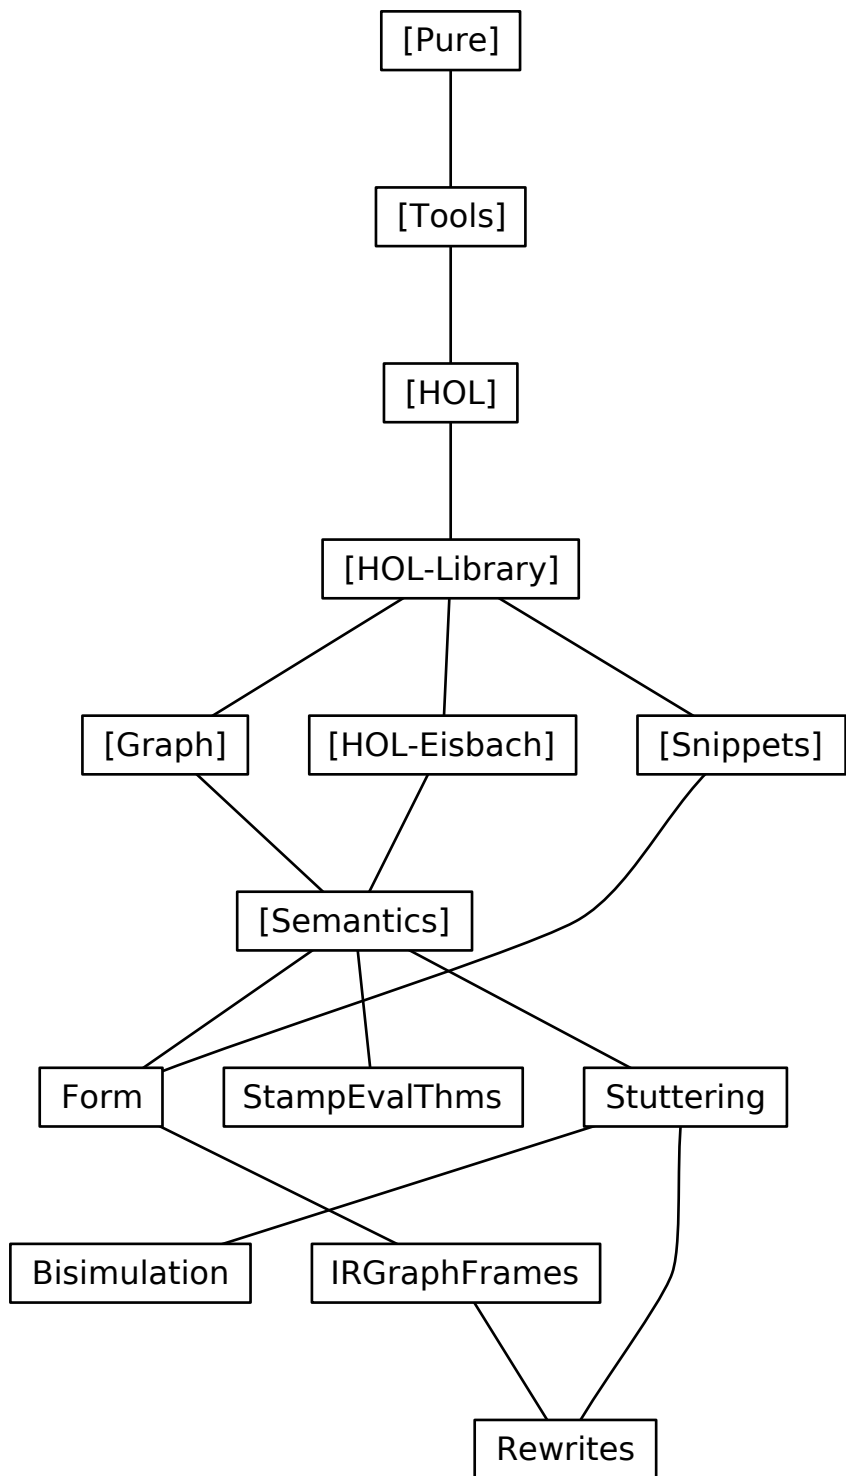 [Pure]
[Tools]
[HOL]
[HOL-Library]
[Graph]
[HOL-Eisbach]
[Snippets]
[Semantics]
Form
StampEvalThms
Stuttering
Bisimulation
IRGraphFrames
Rewrites